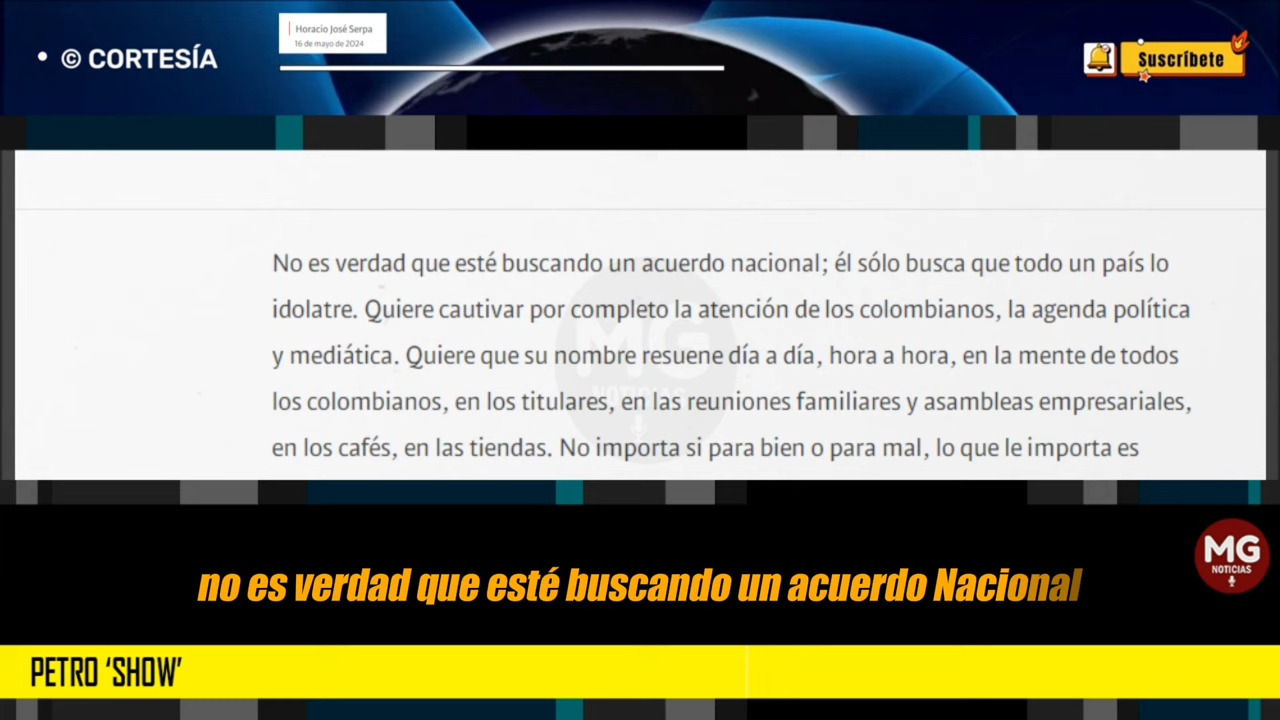 • © CORTESÍA
Horacio José Serpa
16 de mayo de 2024
Suscríbete
No es verdad que esté buscando un acuerdo nacional; él sólo busca que todo un país lo
idolatre. Quiere cautivar por completo la atención de los colombianos, la agenda política
y mediática. Quiere que su nombre resuene día a día, hora a hora, en la mente de todos
los colombianos, en los titulares, en las reuniones familiares y asambleas empresariales,
en los cafés, en las tiendas. No importa si para bien o para mal, lo que le importa es
MG
NOTICIAS
no es verdad que esté buscando un acuerdo Nacional
MG
NOTICIAS
PETRO ‘SHOW’